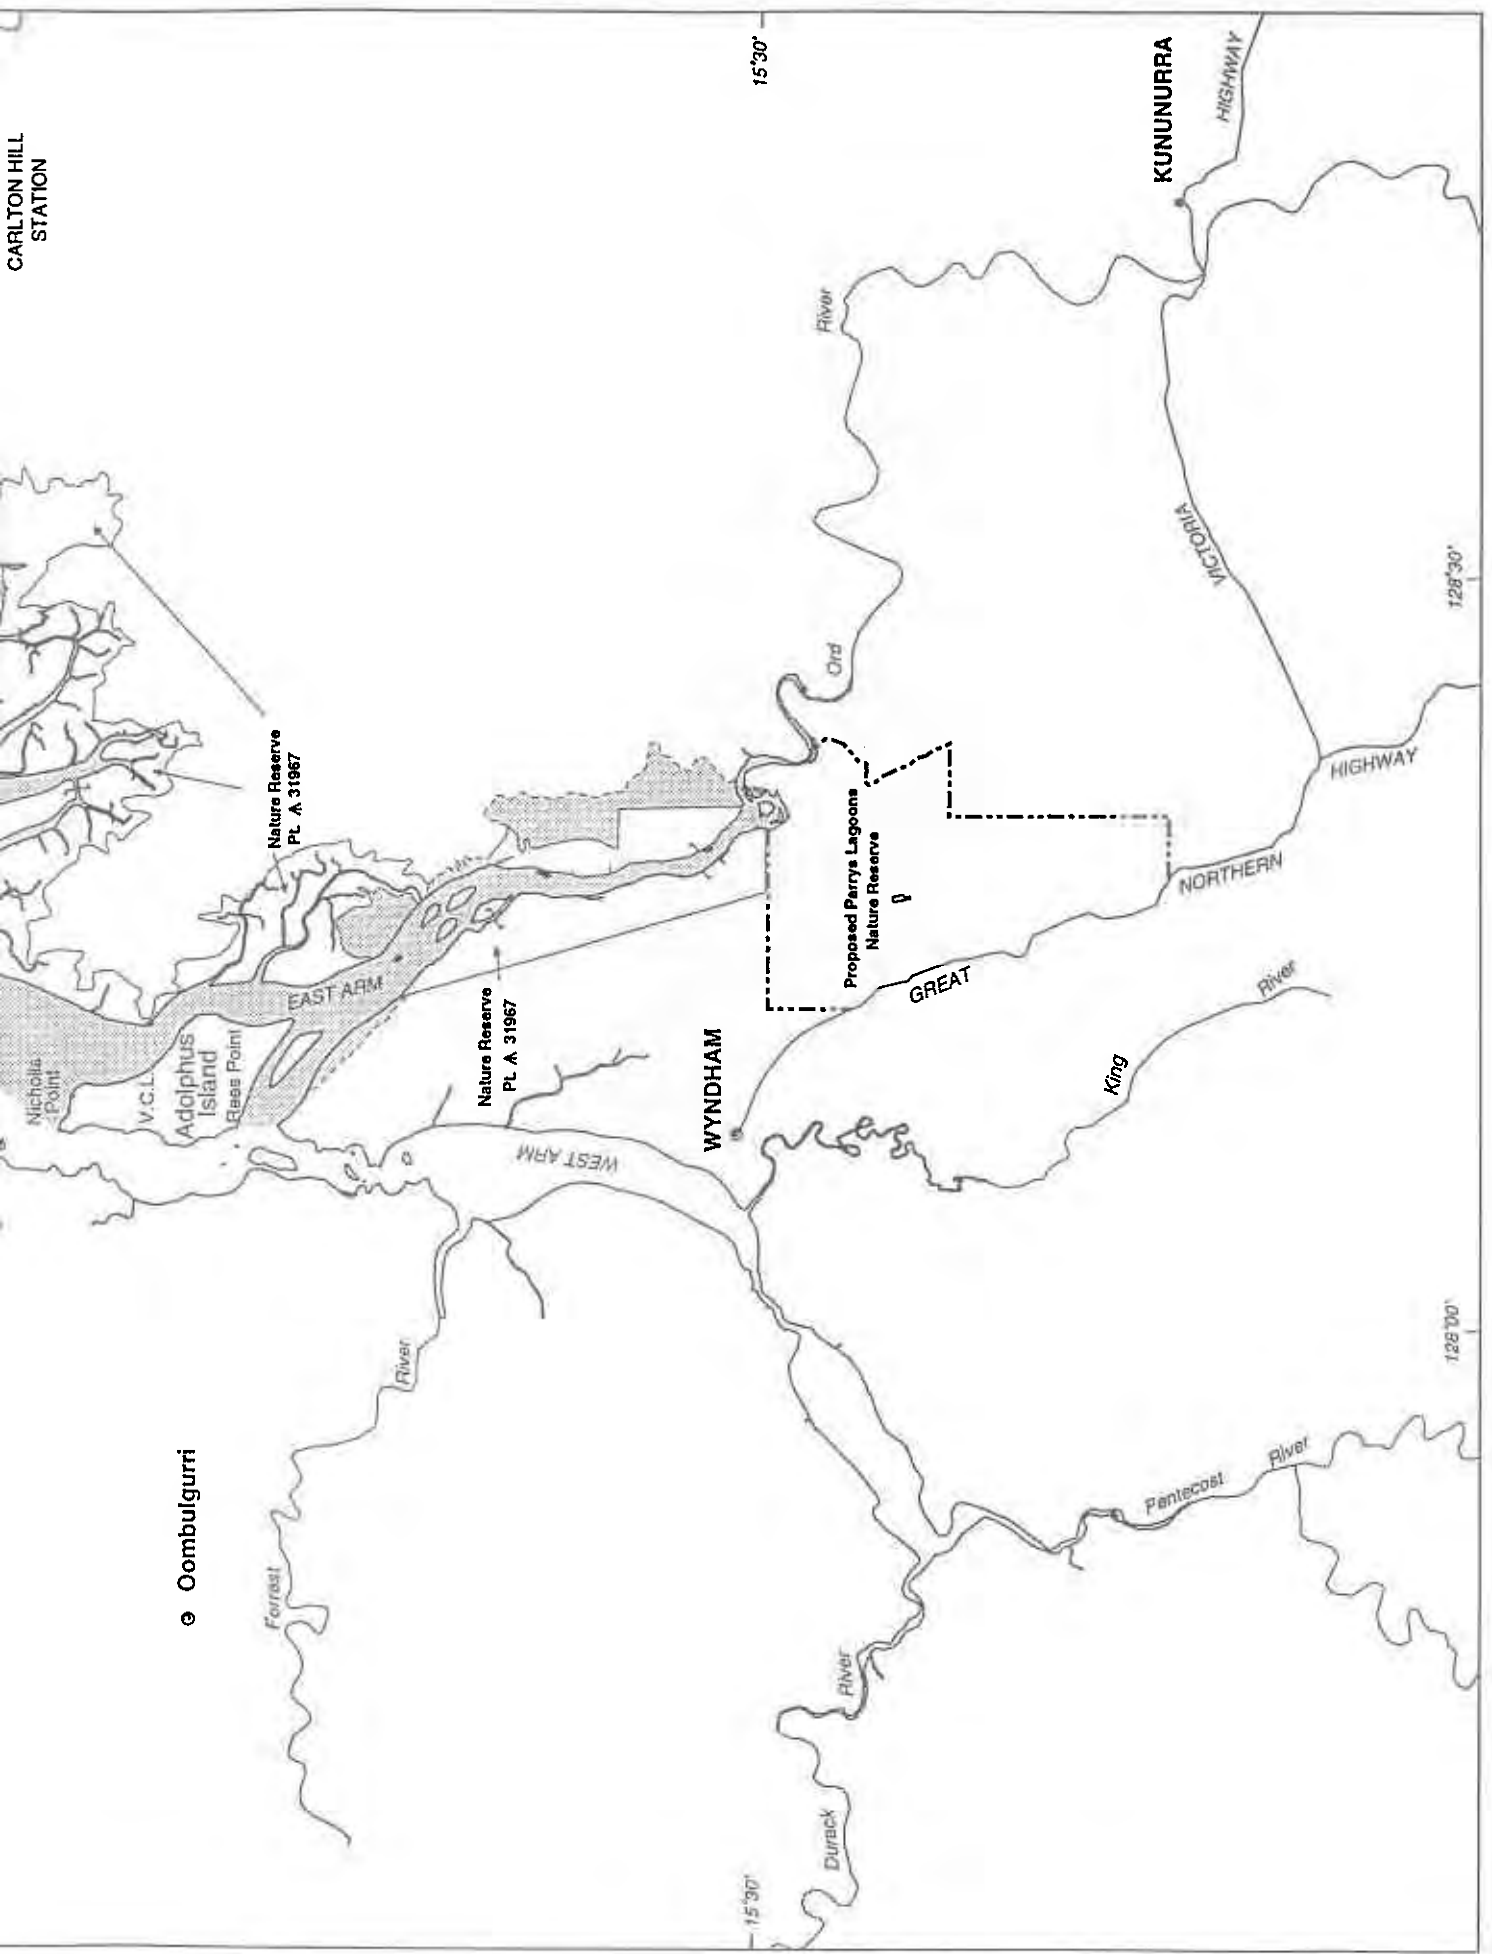 CARLTON HILL
STATION
Nicholls
Point
V.C.L.
Adolphus
Island
Rees Point
EAST ARM
Nature Reserve
Pt. A 31967
Nature Reserve
Pt. A 31967
WEST ARM
WYNDHAM
Oombulgurri
Forrest
River
15°30'
15°30'
River
Ord
Proposed Parrys Lagoons
Nature Reserve
GREAT
NORTHERN
HIGHWAY
VICTORIA
HIGHWAY
KUNUNURRA
King
River
Durack
River
Pentecost
River
128°00'
128°30'